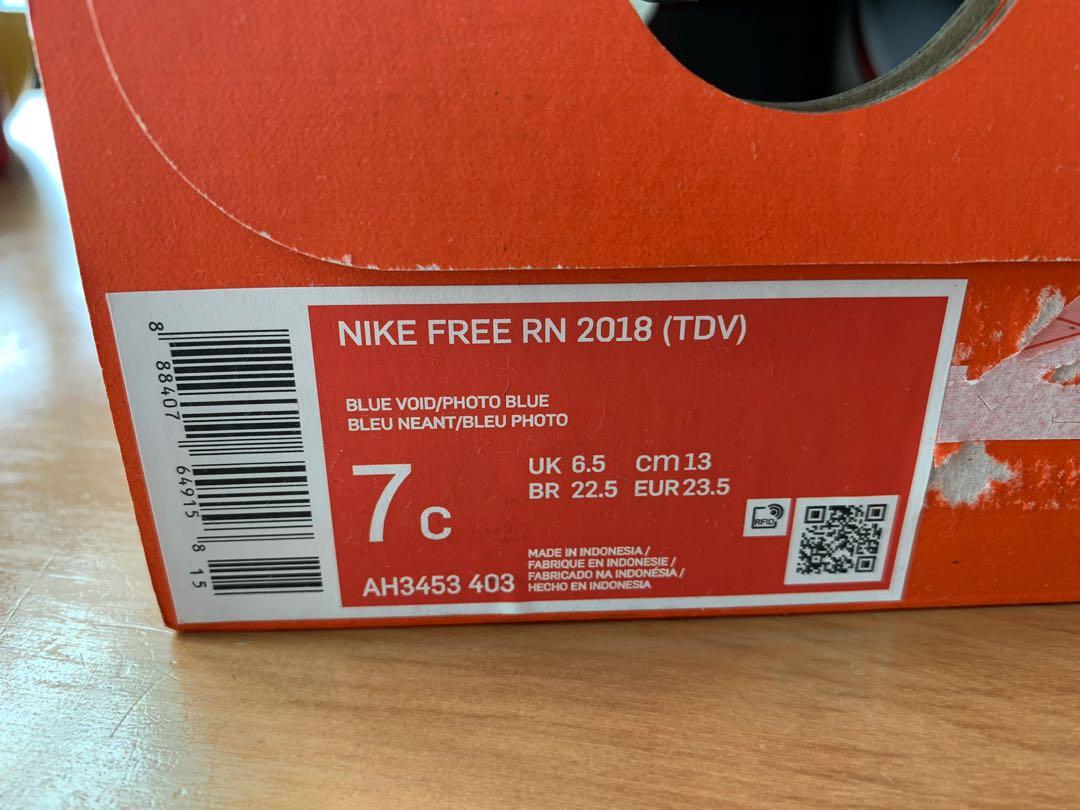 NIKE FREE RN 2018 (TDV)
BLUE VOID/PHOTO BLUE
BLEU NEANT/BLEU PHOTO
7C
UK 6.5 cm 13
BR 22.5 EUR 23.5
AH3453 403
MADE IN INDONESIA /
FABRIQUE EN INDONESIE /
FABRICADO NA INDONÉSIA /
HECHO EN INDONESIA
RFID
8 88407 64915 8 15